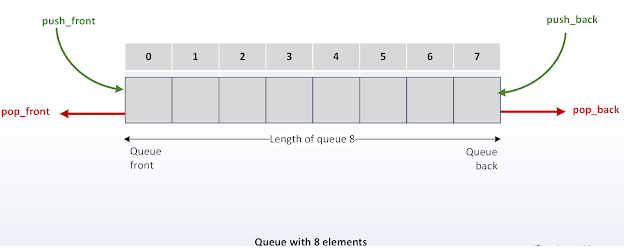 push_front
push_back
0 1 2 3 4 5 6 7
pop_front
pop_back
Length of queue 8
Queue
front
Queue
back
Queue with 8 elements